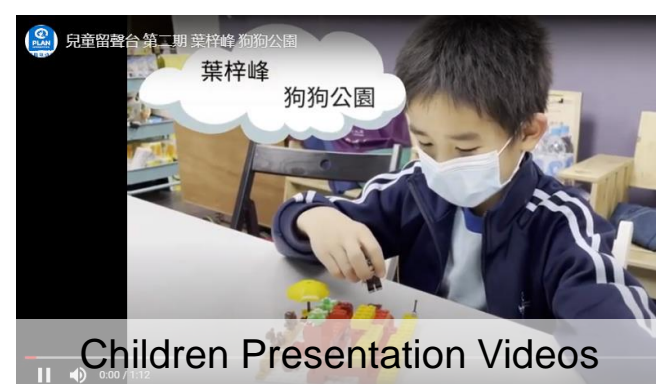 PLAN
兒童留聲台 第二期 葉梓峰 狗狗公園
葉梓峰
狗狗公園
Children Presentation Videos
0:00 / 1:12